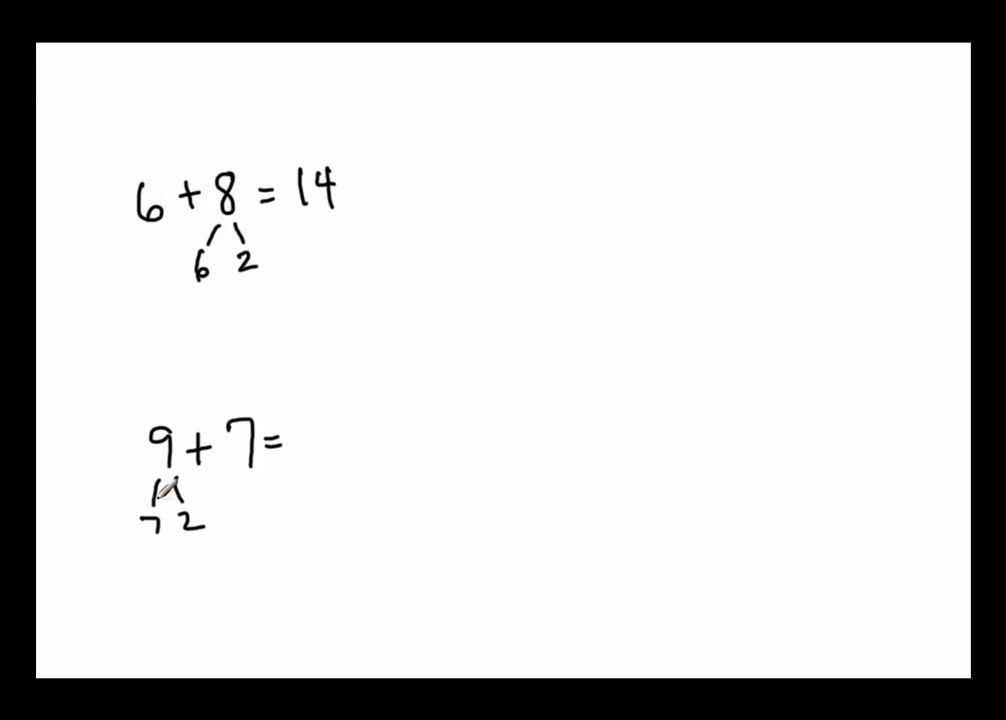 6 + 8 = 14
6 2
9 + 7 =
7 2